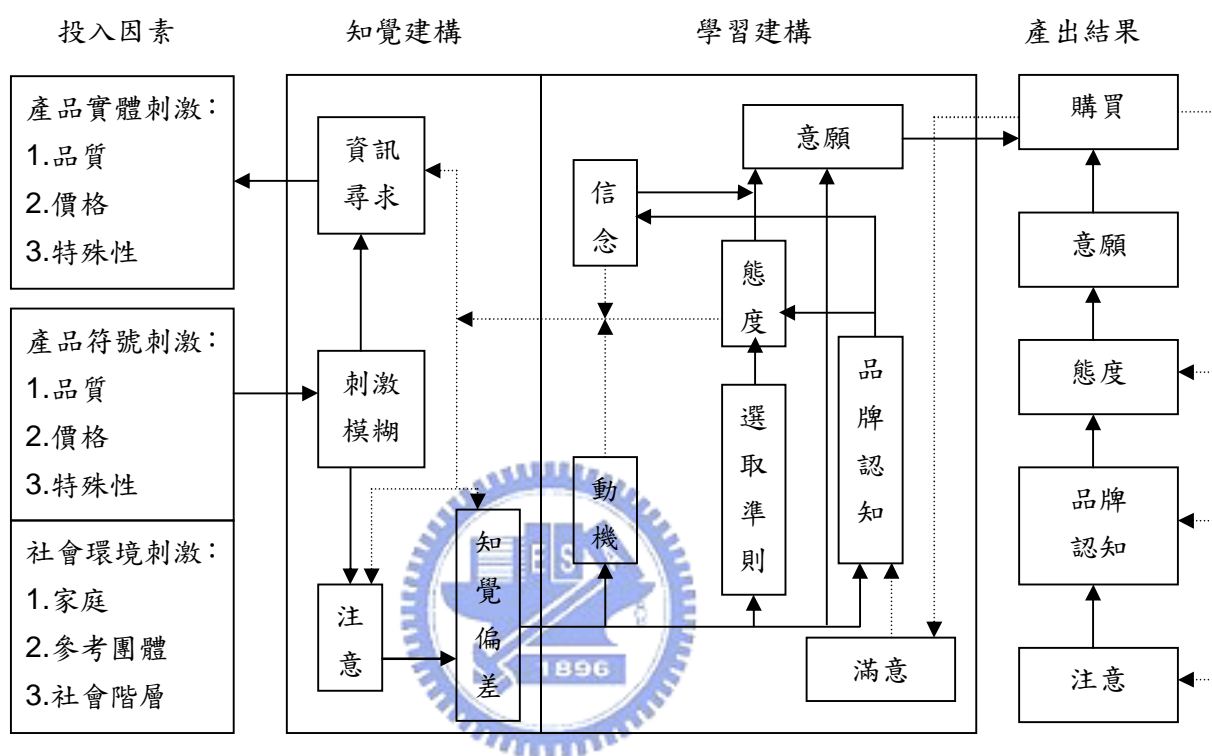 投入因素
知覺建構
學習建構
產出結果
產品實體刺激：
1.品質
2.價格
3.特殊性
產品符號刺激：
1.品質
2.價格
3.特殊性
社會環境刺激：
1.家庭
2.參考團體
3.社會階層
資訊
尋求
刺激
模糊
注
意
知
覺
偏
差
意願
信
念
態
度
動
機
選
取
準
則
品
牌
認
知
滿意
購買
意願
態度
品牌
認知
注意
ES
1896